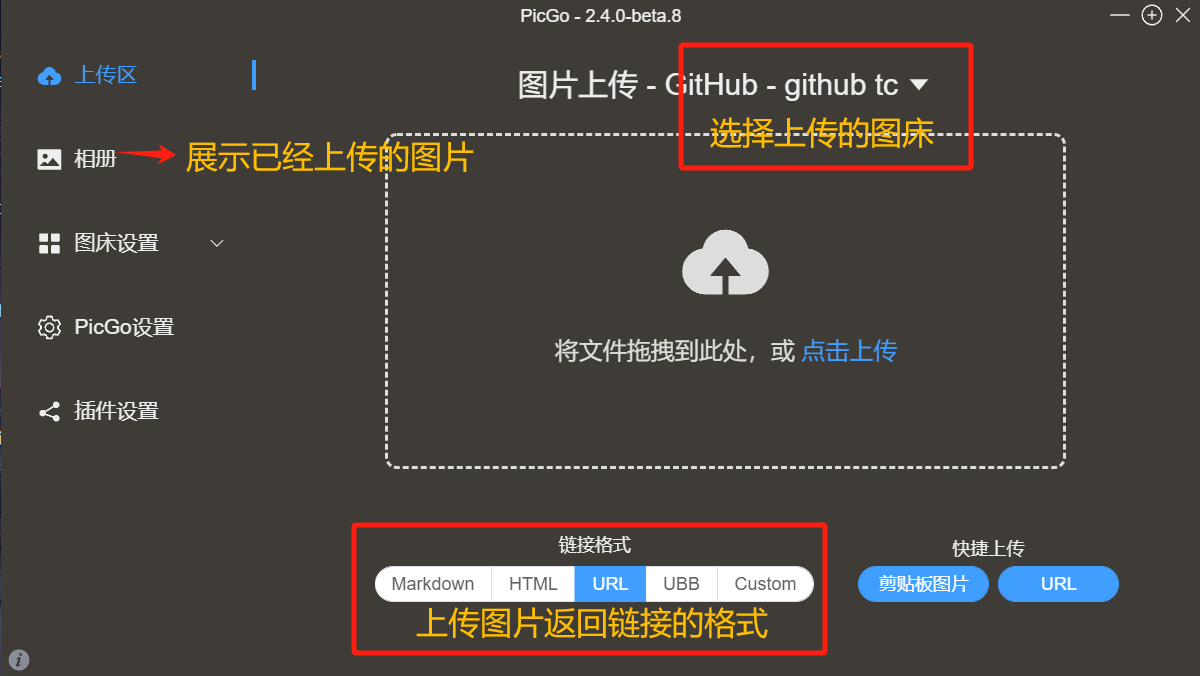 PicGo - 2.4.0-beta.8
上传区
图片上传 - GitHub - github tc
选择上传的图床
相册
展示已经上传的图片
图床设置
PicGo设置
将文件拖拽到此处，或 点击上传
插件设置
链接格式
快捷上传
Markdown HTML URL UBB Custom
剪贴板图片 URL
上传图片返回链接的格式